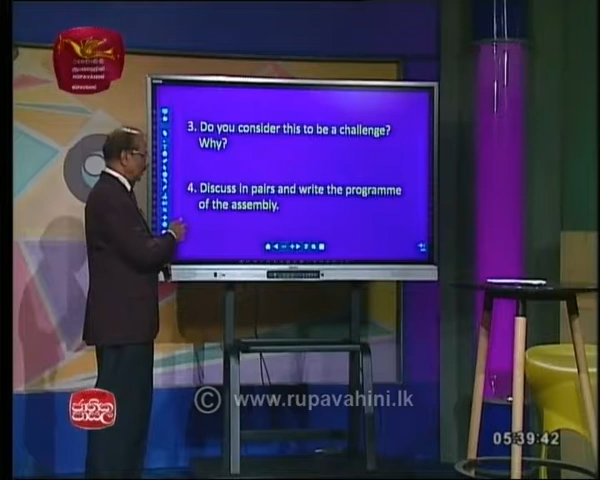 3. Do you consider this to be a challenge?
Why?
4. Discuss in pairs and write the programme
of the assembly.
© www.rupavahini.lk
05:39:42